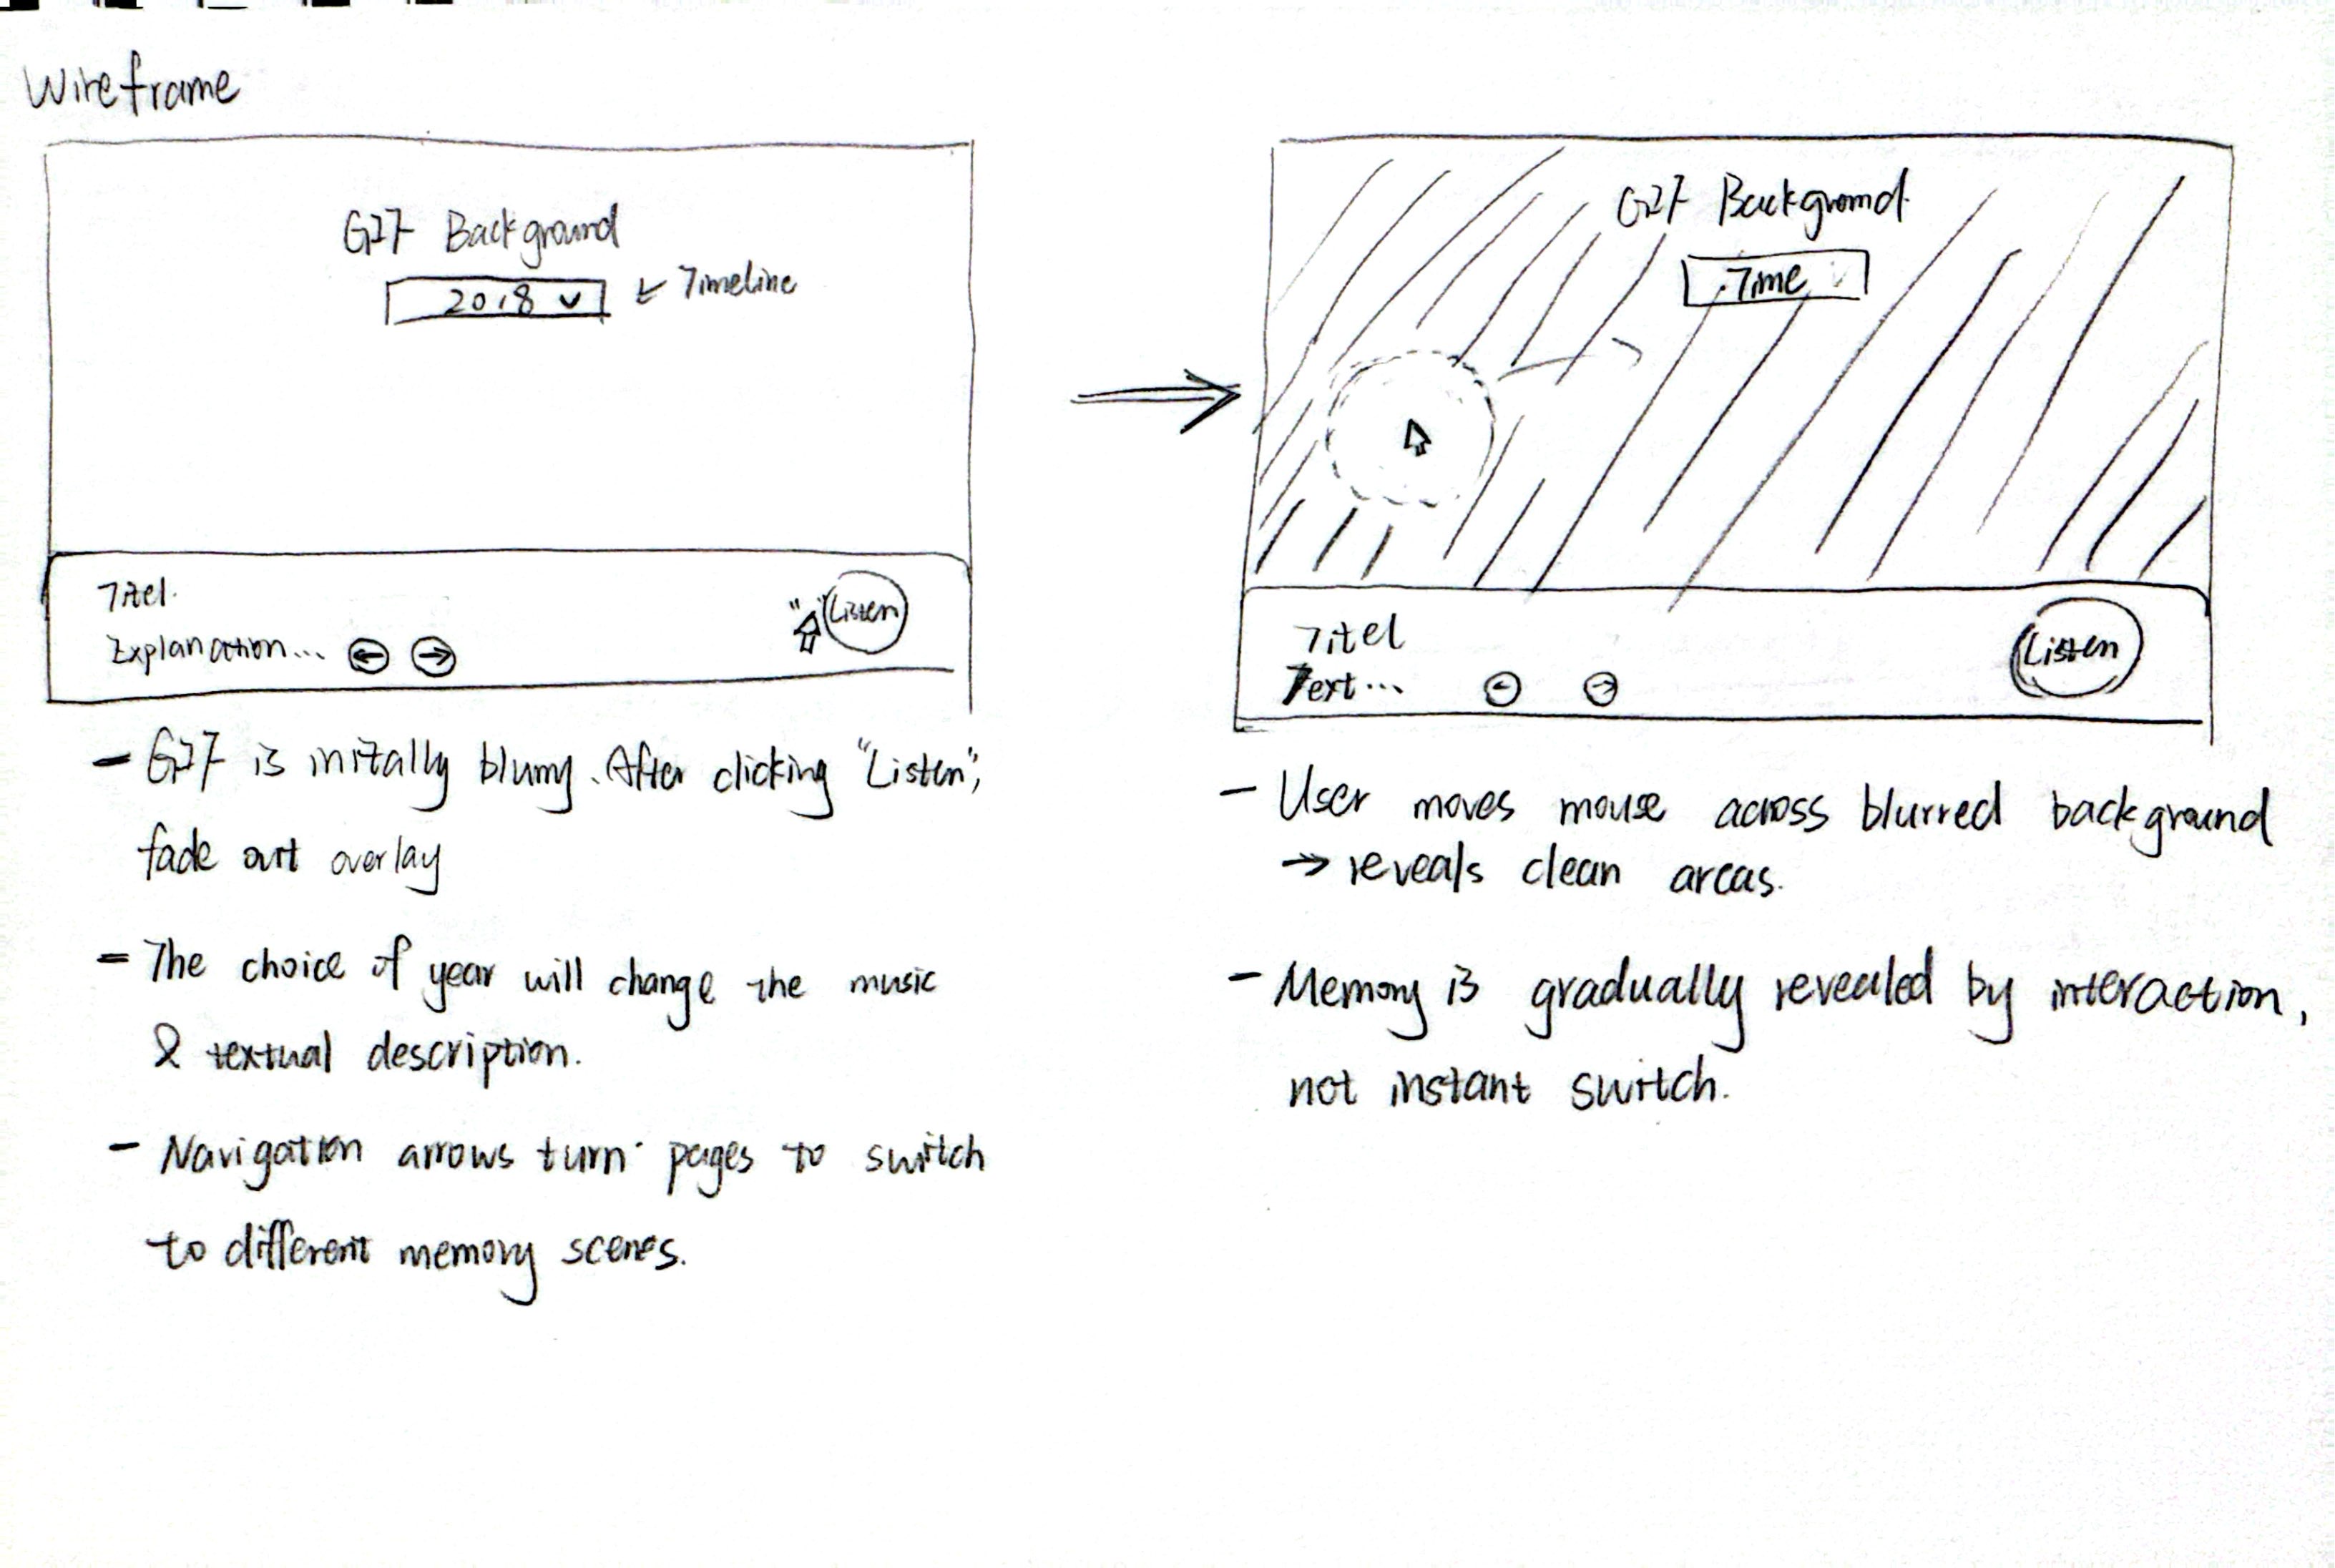 Wireframe
GIF Background
2018
Timeline
Titel.
Explanation...
"Listen
- GIF is initally blurry. After clicking "Listen",
fade out overlay
- The choice of year will change the music
& textual description.
- Navigation arrows turn pages to switch
to different memory scenes.
GIF Background
Time
Titel
Text...
Listen
- User moves mouse across blurred background
→ reveals clean areas.
- Memory is gradually revealed by interaction,
not instant switch.